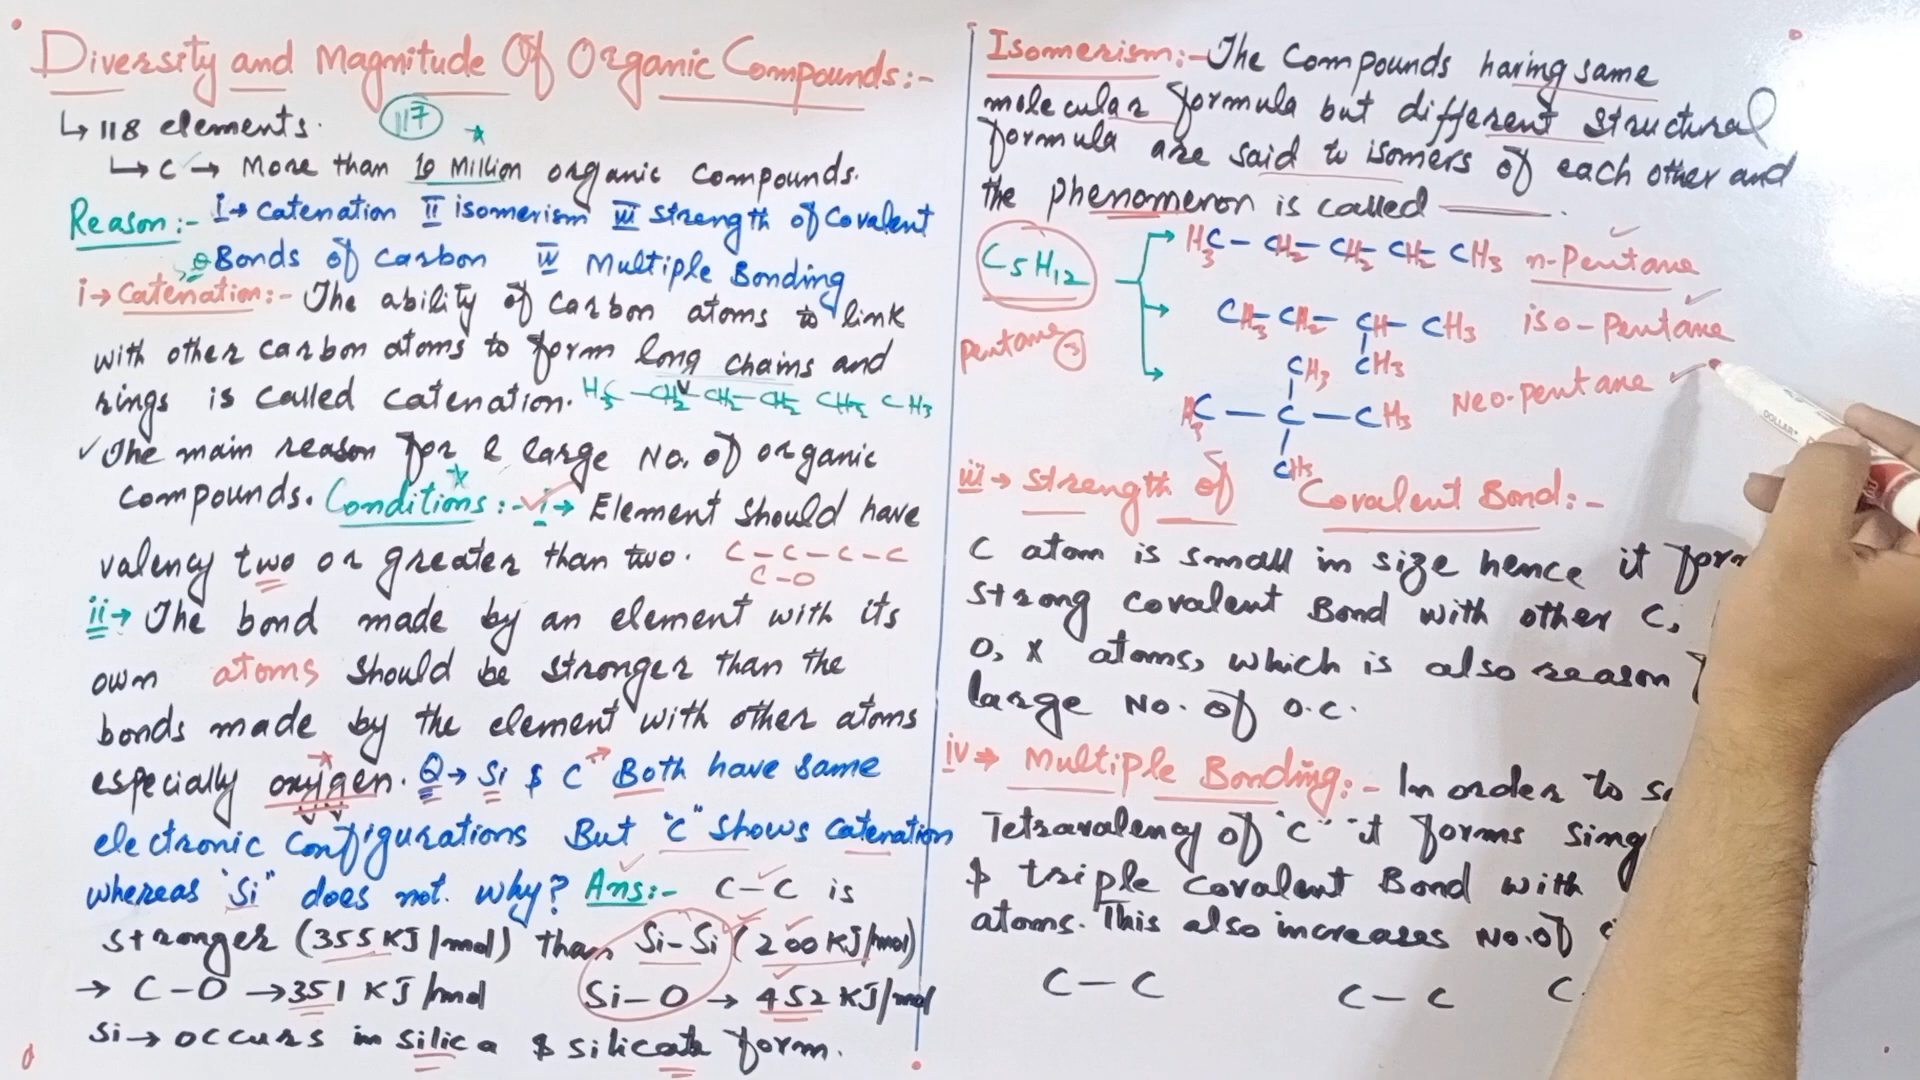 Diversity and Magnitude Of Organic Compounds:-
↳ 118 elements. 117
↳ C → More than 10 Million organic compounds.
Reason:- I→ Catenation II isomerism III strength of Covalent
Bonds of carbon IV Multiple Bonding
i→ Catenation:- The ability of carbon atoms to link
with other carbon atoms to form long chains and
rings is called catenation. H3C-CH2-CH2-CH2 CH2 CH3
✓ The main reason for large No. of organic
compounds. Conditions:- i→ Element should have
valency two or greater than two. C-C-C-C
C-O
ii→ The bond made by an element with its
own atoms should be stronger than the
bonds made by the element with other atoms
especially oxygen. Q→ Si $ C Both have same
electronic configurations But "C" shows catenation
whereas "Si" does not. why? Ans:- C-C is
stronger (355 KJ/mol) than Si-Si (200 KJ/mol)
→ C-O → 351 KJ/mol Si-O → 452 KJ/mol
Si → occurs in silica $ silicate form.
Isomerism:- The Compounds having same
molecular formula but different structural
formula are said to isomers of each other and
the phenomenon is called ———.
C5H12
Pentane → 3
H3C-CH2-CH2-CH2-CH3 n-pentane
CH3-CH2-CH-CH3 iso-pentane
CH3
CH3
H3C-C-CH3 Neo-pentane
CH3
iii→ Strength of Covalent Bond:-
C atom is small in size hence it
strong covalent Bond with other C,
O, X atoms, which is also reason
large No. of o.c.
iv→ Multiple Bonding:- In order to
Tetravalency of "C" it forms
$ triple covalent Bond with
atoms. This also increases No. of
C-C C-C C
DOLLAR